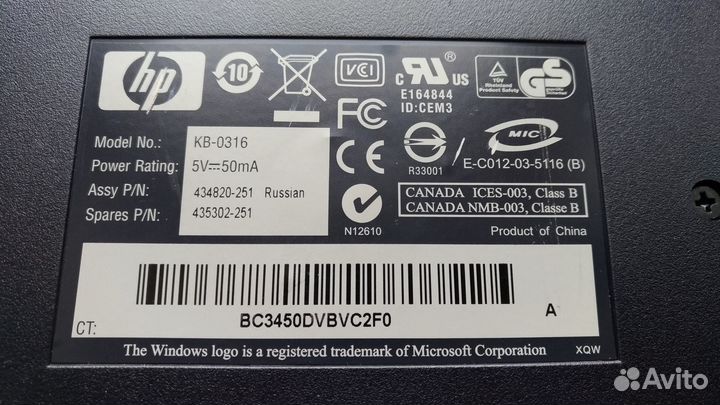 hp
10
VCI
c UR US
E164844
ID:CEM3
TÜV
Rheinland
Product Safety
GS
FC
CE
R33001
MIC
E-C012-03-5116 (B)
Model No.: KB-0316
Power Rating: 5V⎓50mA
Assy P/N: 434820-251 Russian
Spares P/N: 435302-251
N12610
CANADA ICES-003, Class B
CANADA NMB-003, Classe B
Product of China
BC3450DVBVC2F0
A
CT:
The Windows logo is a registered trademark of Microsoft Corporation
XQW
Avito